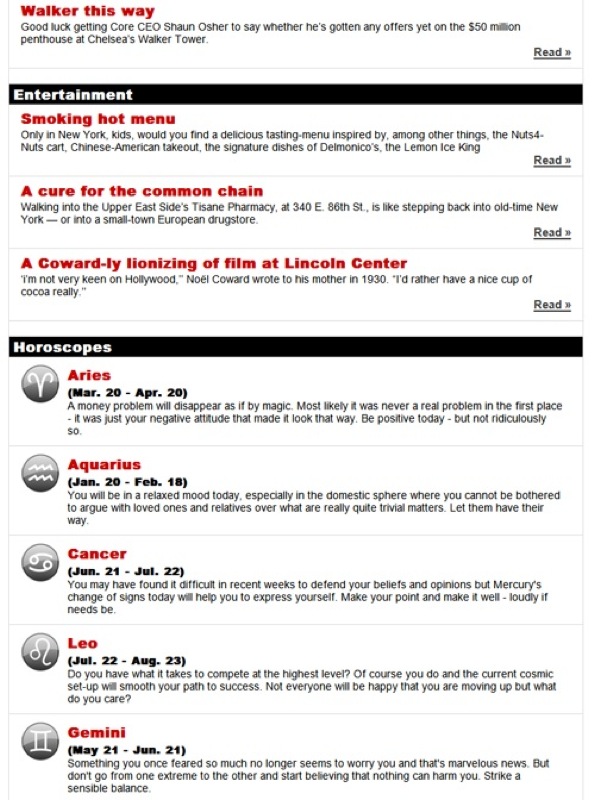 Walker this way
Good luck getting Core CEO Shaun Osher to say whether he's gotten any offers yet on the $50 million
penthouse at Chelsea's Walker Tower.
Read »
Entertainment
Smoking hot menu
Only in New York, kids, would you find a delicious tasting-menu inspired by, among other things, the Nuts4-
Nuts cart, Chinese-American takeout, the signature dishes of Delmonico's, the Lemon Ice King
Read »
A cure for the common chain
Walking into the Upper East Side's Tisane Pharmacy, at 340 E. 86th St., is like stepping back into old-time New
York — or into a small-town European drugstore.
Read »
A Coward-ly lionizing of film at Lincoln Center
'I'm not very keen on Hollywood," Noël Coward wrote to his mother in 1930. "I'd rather have a nice cup of
cocoa really."
Read »
Horoscopes
Aries
(Mar. 20 - Apr. 20)
A money problem will disappear as if by magic. Most likely it was never a real problem in the first place
- it was just your negative attitude that made it look that way. Be positive today - but not ridiculously
so.
Aquarius
(Jan. 20 - Feb. 18)
You will be in a relaxed mood today, especially in the domestic sphere where you cannot be bothered
to argue with loved ones and relatives over what are really quite trivial matters. Let them have their
way.
Cancer
(Jun. 21 - Jul. 22)
You may have found it difficult in recent weeks to defend your beliefs and opinions but Mercury's
change of signs today will help you to express yourself. Make your point and make it well - loudly if
needs be.
Leo
(Jul. 22 - Aug. 23)
Do you have what it takes to compete at the highest level? Of course you do and the current cosmic
set-up will smooth your path to success. Not everyone will be happy that you are moving up but what
do you care?
Gemini
(May 21 - Jun. 21)
Something you once feared so much no longer seems to worry you and that's marvelous news. But
don't go from one extreme to the other and start believing that nothing can harm you. Strike a
sensible balance.